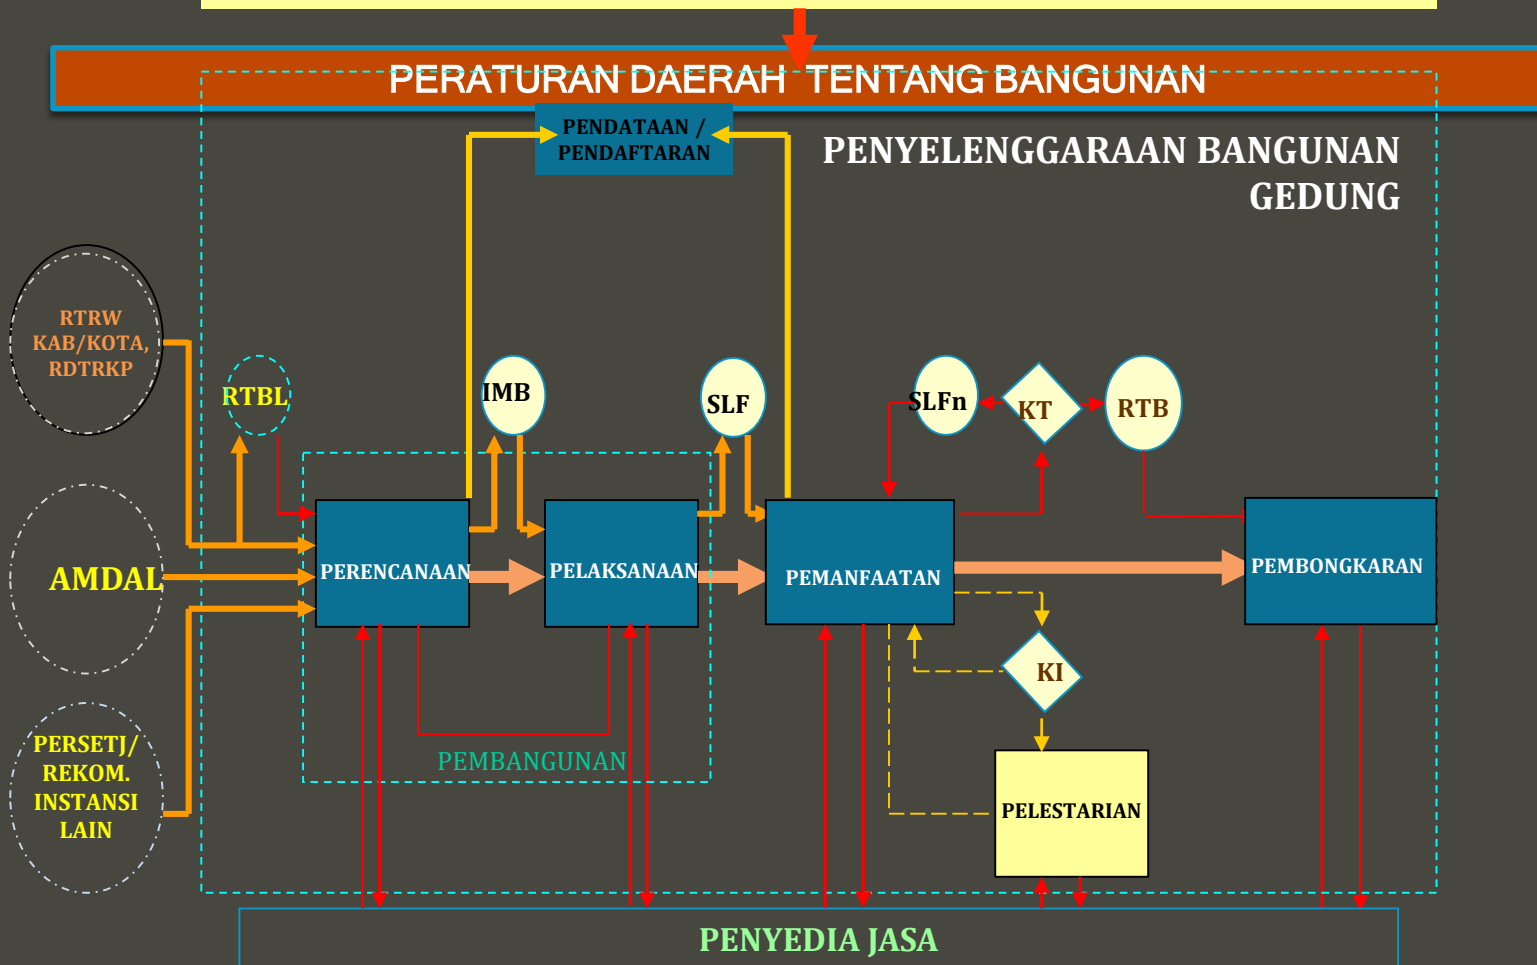 PERATURAN DAERAH TENTANG BANGUNAN
PENDATAAN /
PENDAFTARAN
PENYELENGGARAAN BANGUNAN
GEDUNG
RTRW
KAB/KOTA,
RDTRKP
RTBL
IMB
SLF
SLFn
KT
RTB
AMDAL
PERENCANAAN
PELAKSANAAN
PEMANFAATAN
PEMBONGKARAN
KI
PERSETJ/
REKOM.
INSTANSI
LAIN
PEMBANGUNAN
PELESTARIAN
PENYEDIA JASA